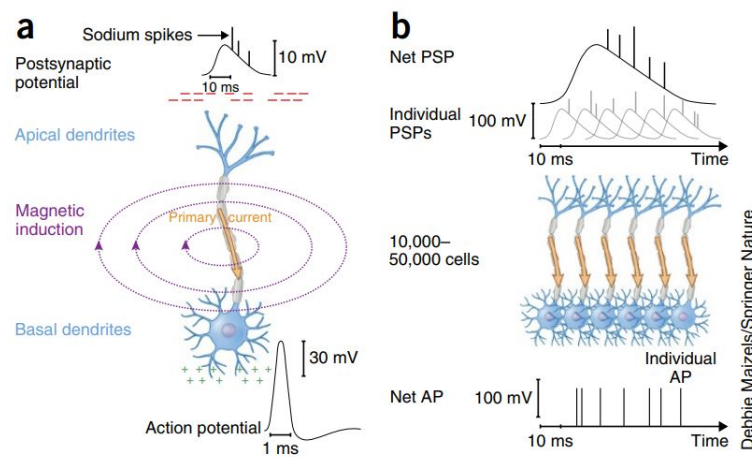 a
Sodium spikes
10 mV
Postsynaptic
potential
10 ms
Apical dendrites
Magnetic
induction
Primary current
Basal dendrites
30 mV
Action potential
1 ms
b
Net PSP
Individual
PSPs
100 mV
10 ms
Time
10,000–
50,000 cells
Individual
AP
Net AP
100 mV
10 ms
Time
Debbie Maizels/Springer Nature